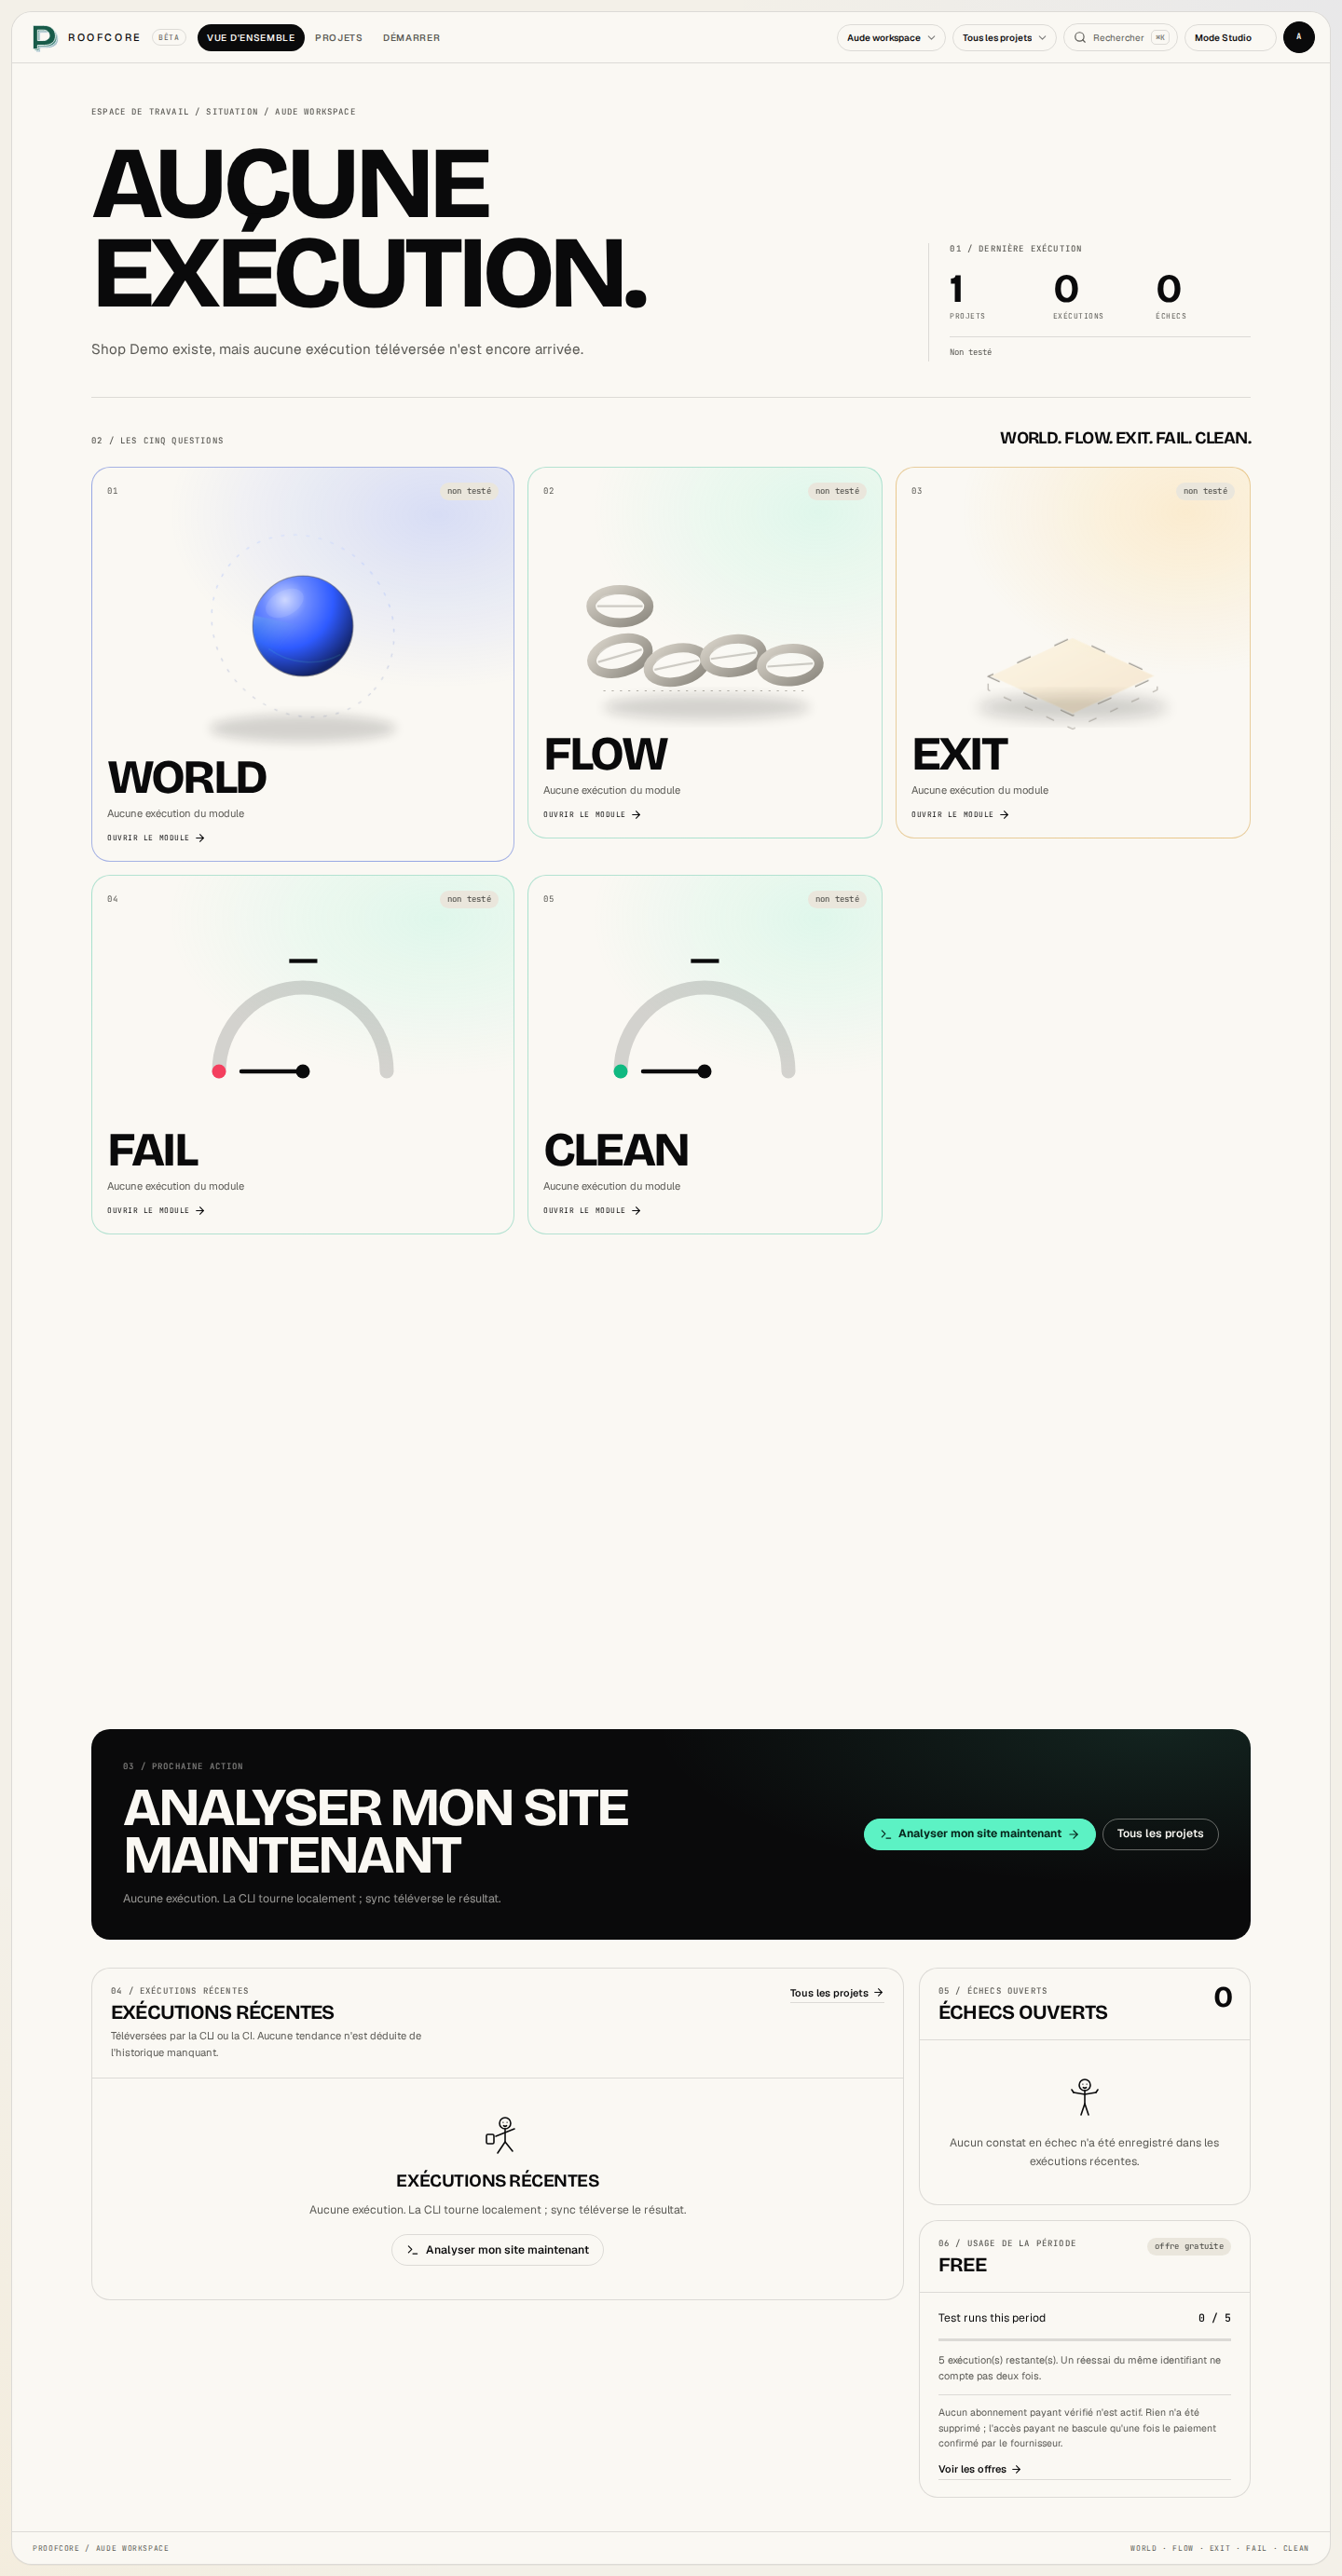 ROOFCORE
BÊTA
VUE D'ENSEMBLE
PROJETS
DÉMARRER
Aude workspace
Tous les projets
Rechercher
⌘K
Mode Studio
A
ESPACE DE TRAVAIL / SITUATION / AUDE WORKSPACE
AUCUNE
EXÉCUTION.
Shop Demo existe, mais aucune exécution téléversée n'est encore arrivée.
01 / DERNIÈRE EXÉCUTION
1
0
0
PROJETS
EXÉCUTIONS
ÉCHECS
Non testé
02 / LES CINQ QUESTIONS
WORLD. FLOW. EXIT. FAIL. CLEAN.
01
non testé
WORLD
Aucune exécution du module
OUVRIR LE MODULE →
02
non testé
FLOW
Aucune exécution du module
OUVRIR LE MODULE →
03
non testé
EXIT
Aucune exécution du module
OUVRIR LE MODULE →
04
non testé
FAIL
Aucune exécution du module
OUVRIR LE MODULE →
05
non testé
CLEAN
Aucune exécution du module
OUVRIR LE MODULE →
03 / PROCHAINE ACTION
ANALYSER MON SITE
MAINTENANT
Aucune exécution. La CLI tourne localement ; sync téléverse le résultat.
Analyser mon site maintenant →
Tous les projets
04 / EXÉCUTIONS RÉCENTES
EXÉCUTIONS RÉCENTES
Téléversées par la CLI ou la CI. Aucune tendance n'est déduite de
l'historique manquant.
Tous les projets →
EXÉCUTIONS RÉCENTES
Aucune exécution. La CLI tourne localement ; sync téléverse le résultat.
Analyser mon site maintenant
05 / ÉCHECS OUVERTS
ÉCHECS OUVERTS
0
Aucun constat en échec n'a été enregistré dans les
exécutions récentes.
06 / USAGE DE LA PÉRIODE
FREE
offre gratuite
Test runs this period
0 / 5
5 exécution(s) restante(s). Un réessai du même identifiant ne
compte pas deux fois.
Aucun abonnement payant vérifié n'est actif. Rien n'a été
supprimé ; l'accès payant ne bascule qu'une fois le paiement
confirmé par le fournisseur.
Voir les offres →
PROOFCORE / AUDE WORKSPACE
WORLD · FLOW · EXIT · FAIL · CLEAN